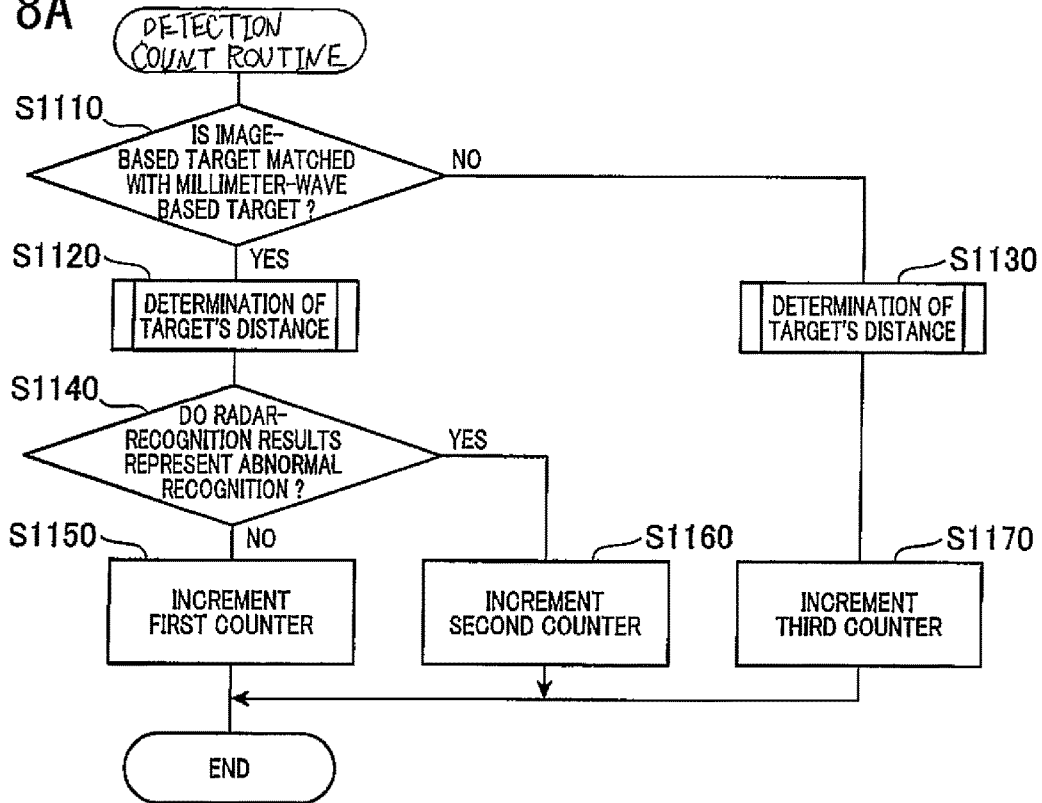 8A
DETECTION
COUNT ROUTINE
S1110
IS IMAGE-
BASED TARGET MATCHED
WITH MILLIMETER-WAVE
BASED TARGET ?
NO
YES
S1120
DETERMINATION OF
TARGET'S DISTANCE
S1130
DETERMINATION OF
TARGET'S DISTANCE
S1140
DO RADAR-
RECOGNITION RESULTS
REPRESENT ABNORMAL
RECOGNITION ?
YES
NO
S1150
INCREMENT
FIRST COUNTER
S1160
INCREMENT
SECOND COUNTER
S1170
INCREMENT
THIRD COUNTER
END